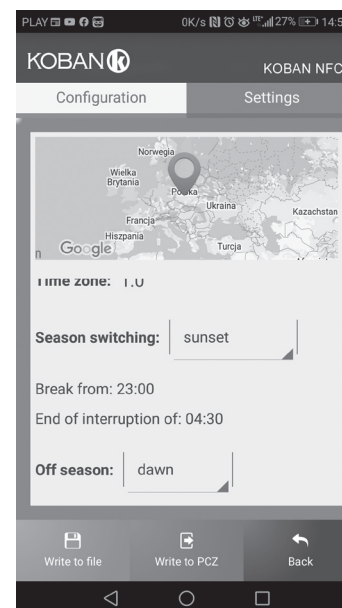 PLAY 0K/s 27% 14:5
KOBAN k
KOBAN NFC
Configuration Settings
Norwegia
Wielka
Brytania
Polska
Ukraina
Kazachstan
Francja
Hiszpania
Turcja
n Google
Time zone: 1.0
Season switching: sunset
Break from: 23:00
End of interruption of: 04:30
Off season: dawn
Write to file Write to PCZ Back